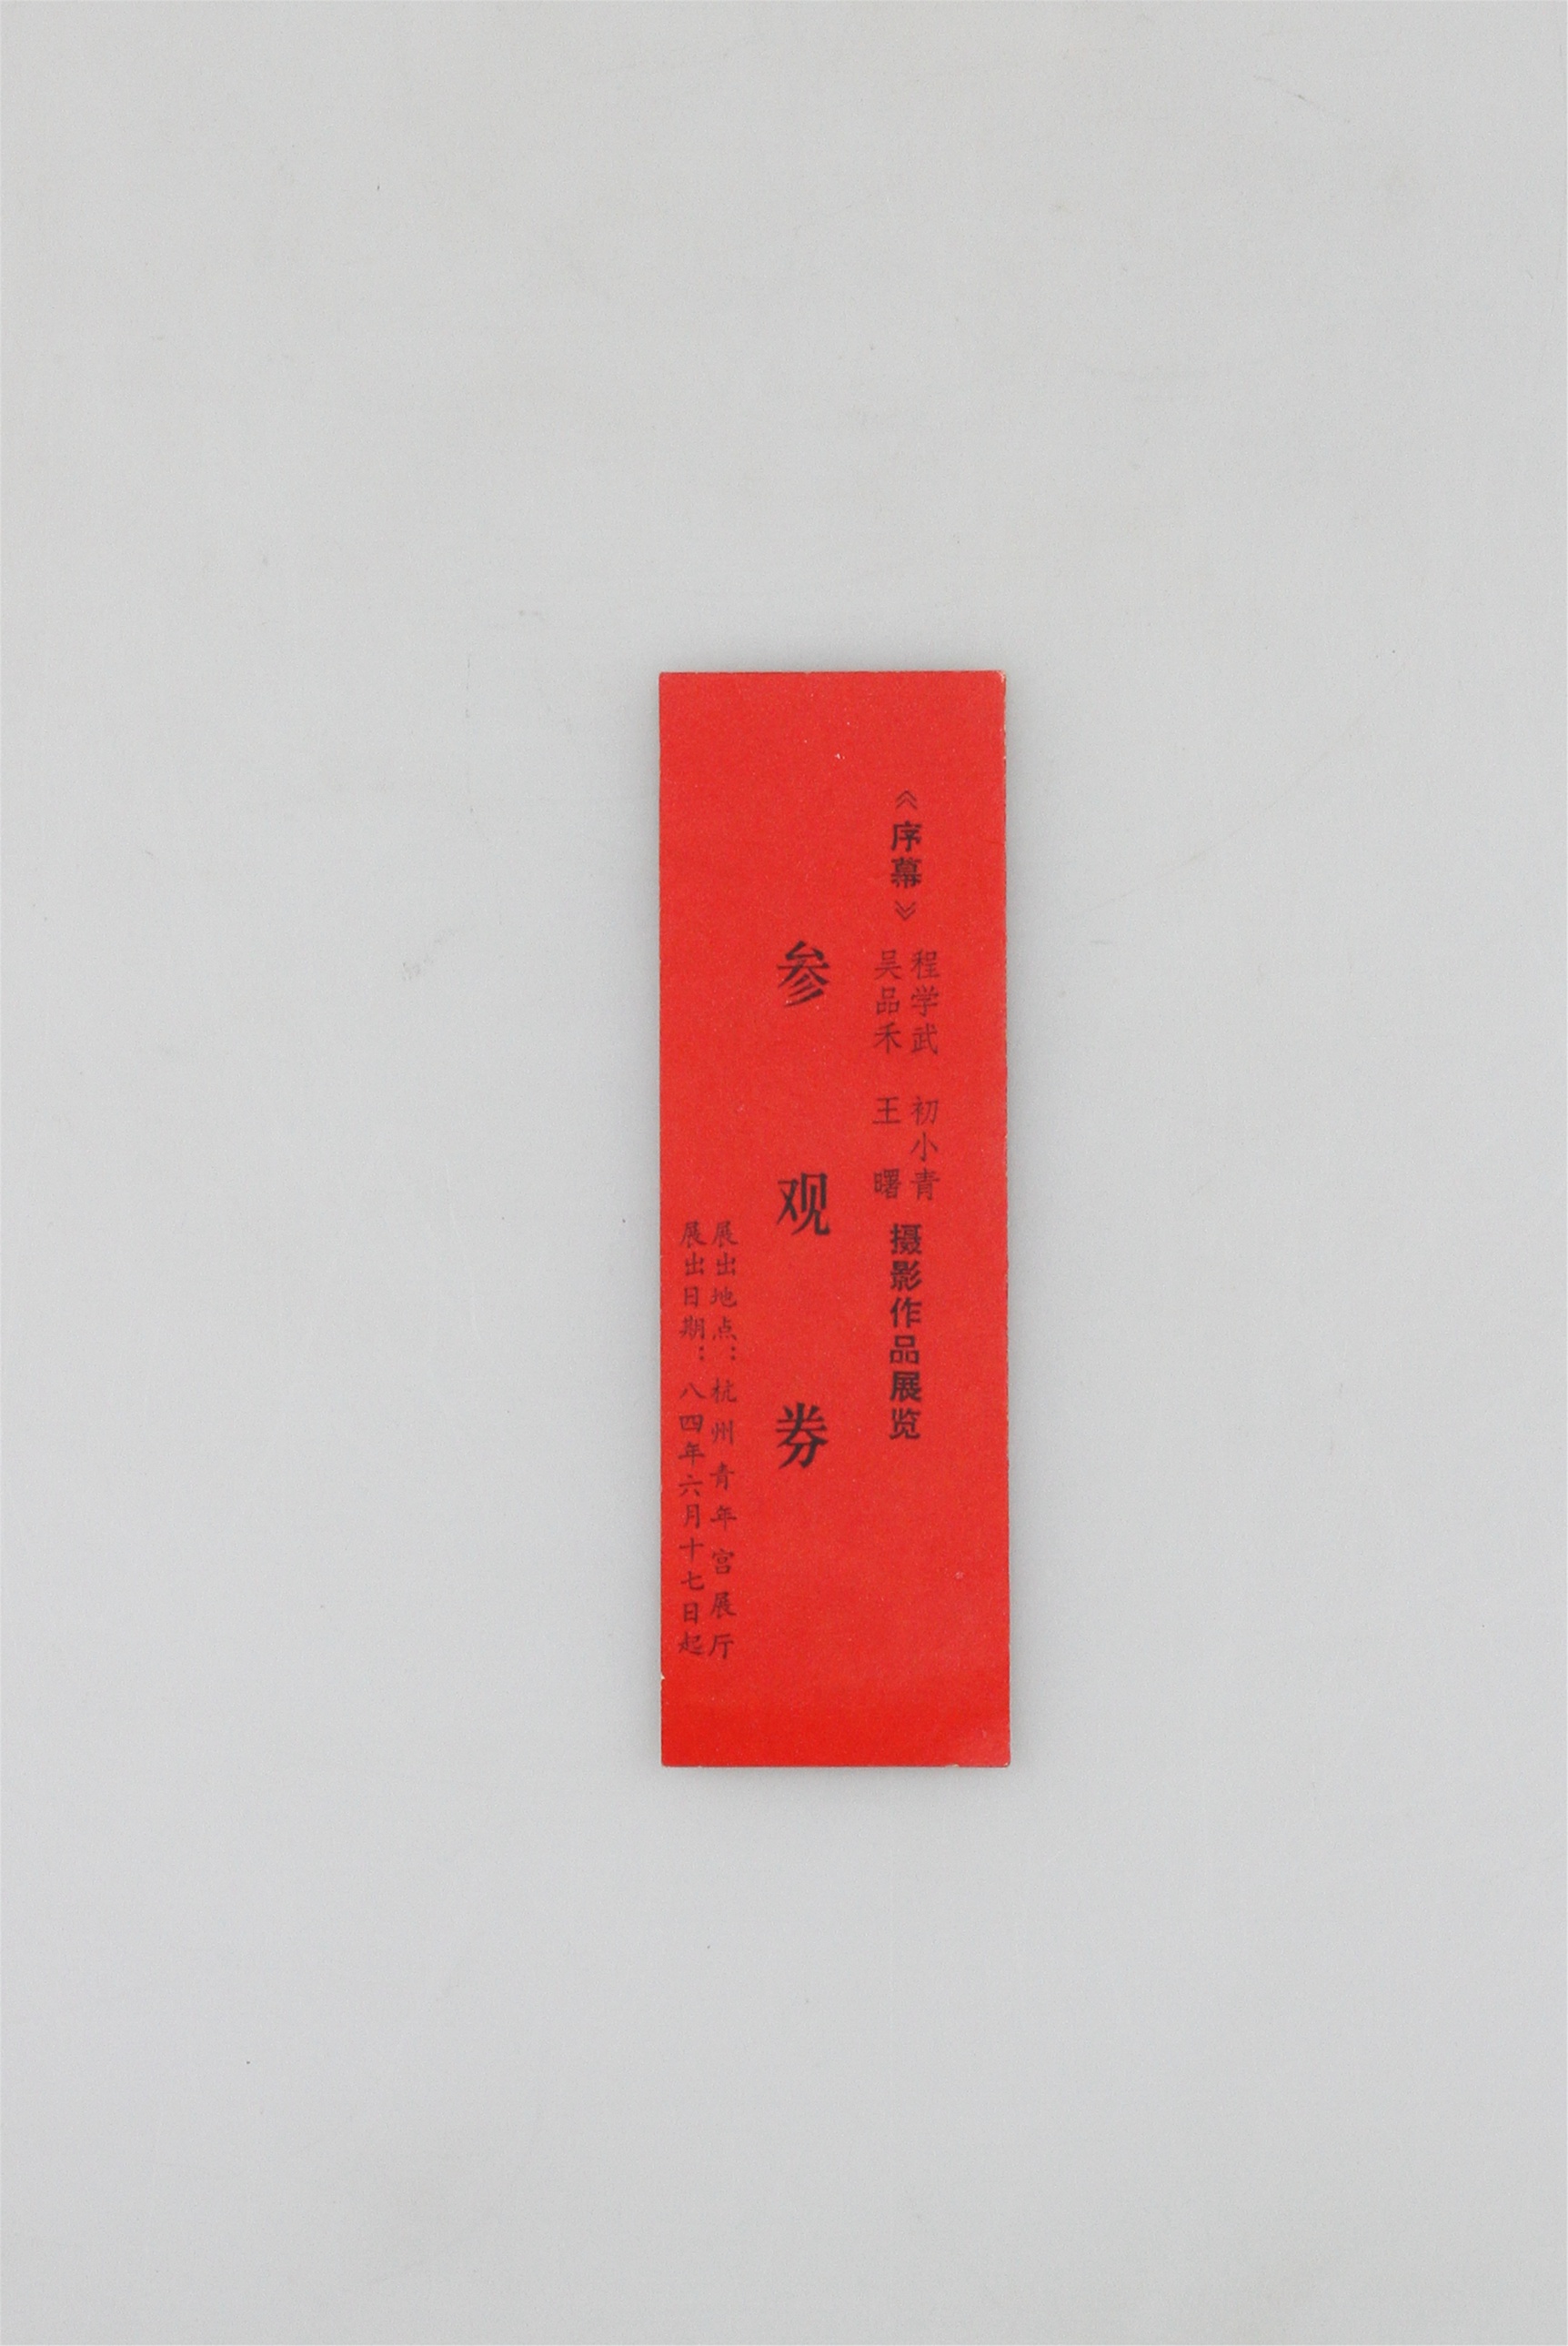 《序幕》
程学武 初小青
吴品禾 王曙
摄影作品展览
参观券
展出地点：杭州青年宫展厅
展出日期：八四年六月十七日起